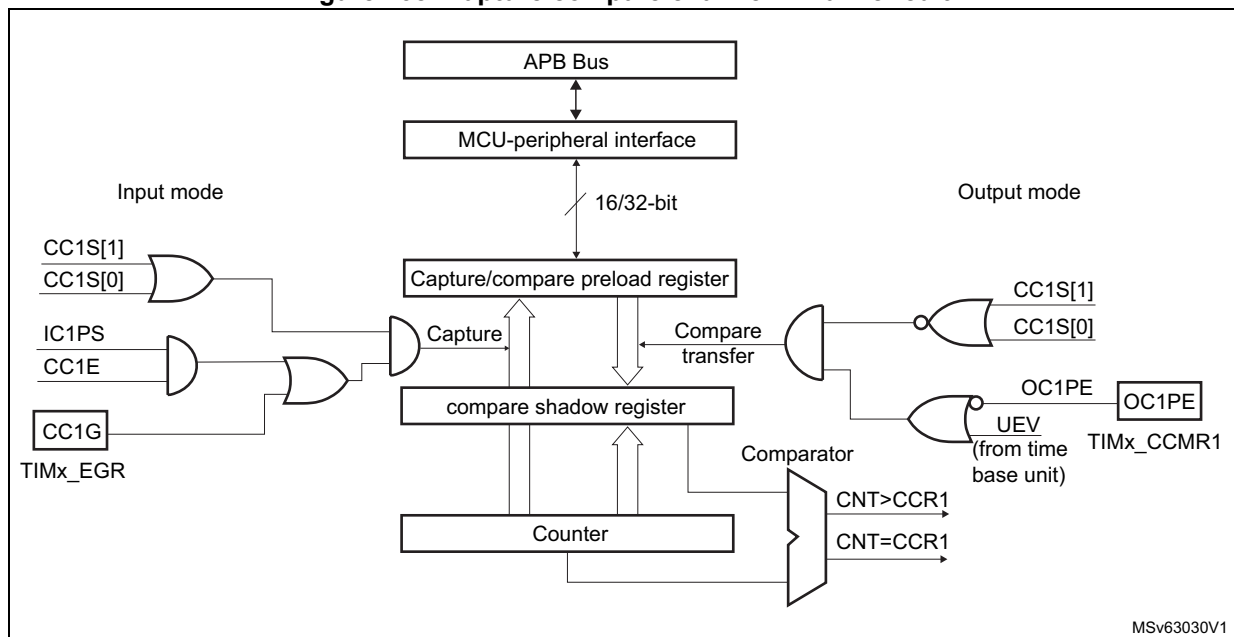 APB Bus
MCU-peripheral interface
Input mode
16/32-bit
Output mode
CC1S[1]
CC1S[0]
Capture/compare preload register
CC1S[1]
CC1S[0]
IC1PS
CC1E
Capture
Compare
transfer
compare shadow register
OC1PE
OC1PE
CC1G
TIMx_EGR
UEV
(from time
base unit)
TIMx_CCMR1
Comparator
CNT>CCR1
Counter
CNT=CCR1
MSv63030V1